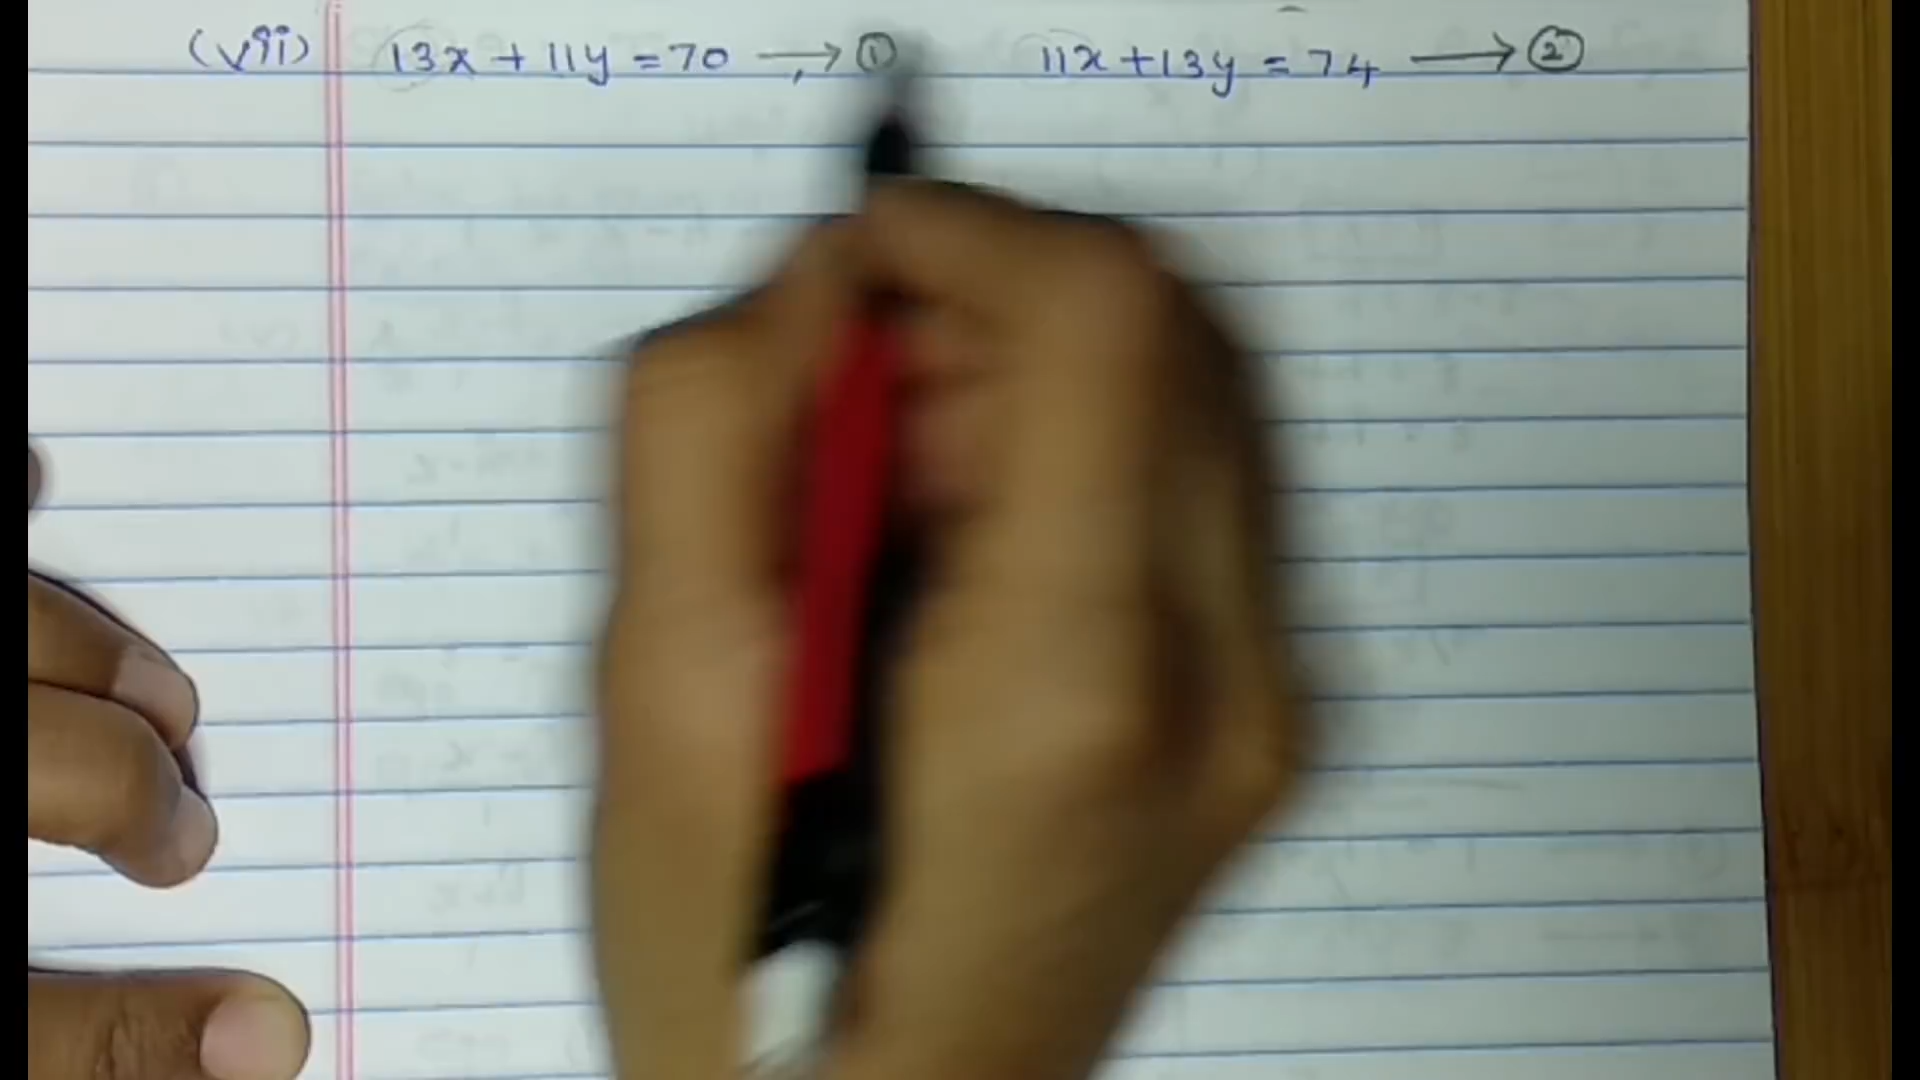 (vii) 13x + 11y = 70 → ① 11x + 13y = 74 → ②